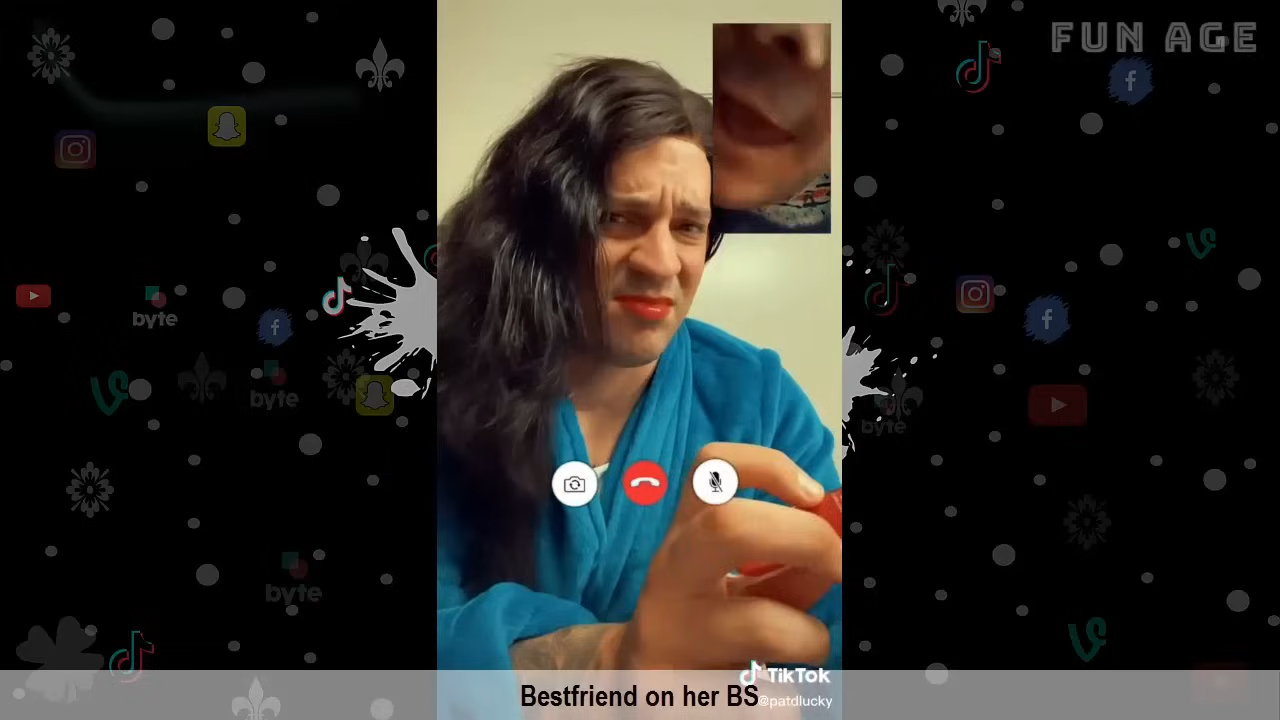 FUN AGE
byte
byte
byte
byte
TikTok
Bestfriend on her BS
@patdlucky